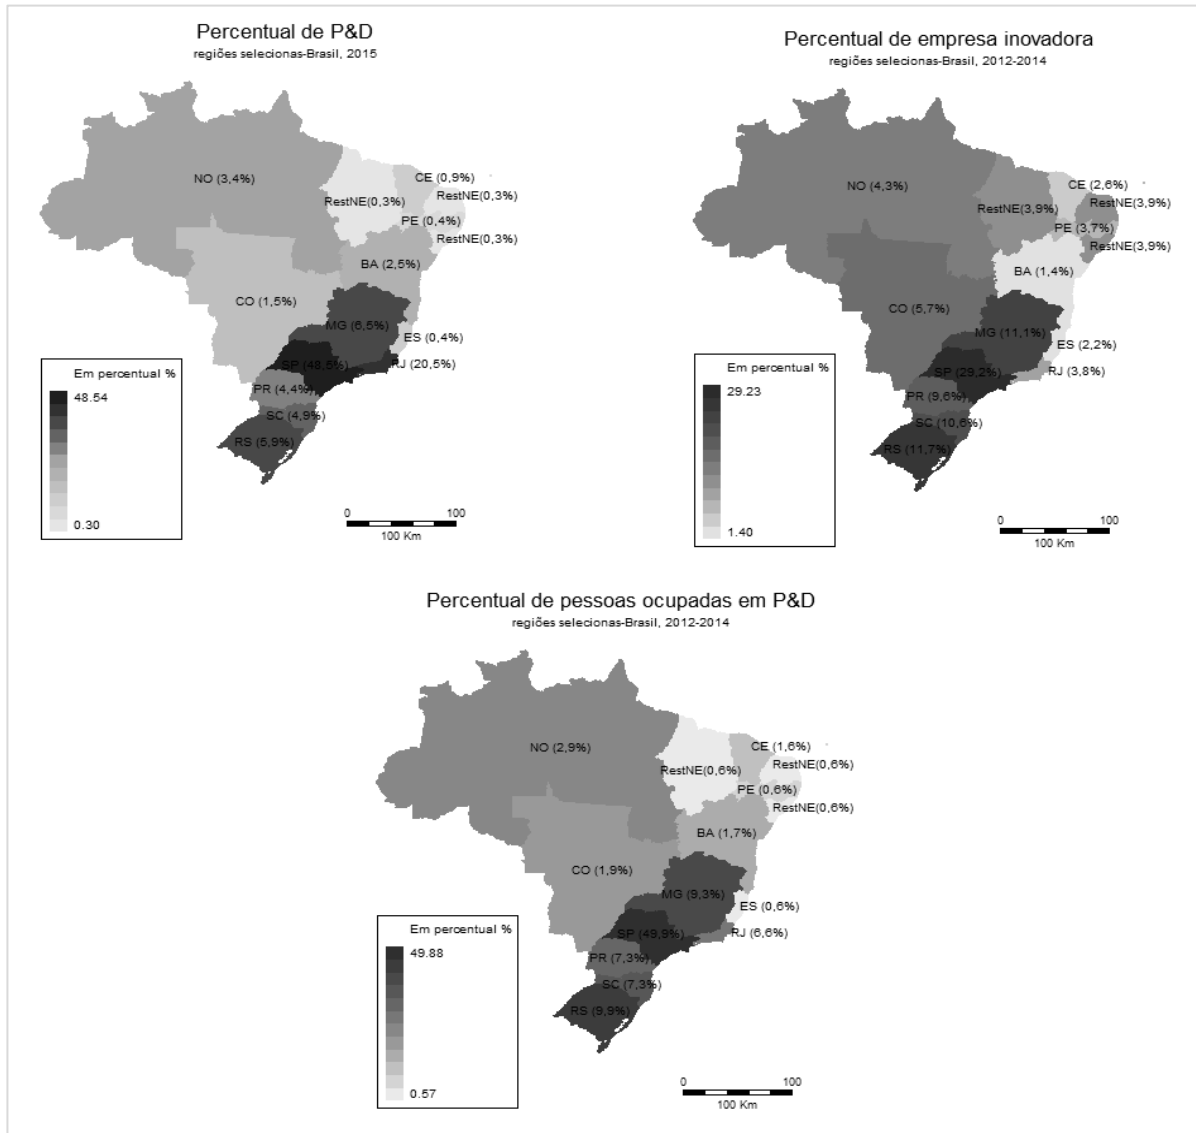 Percentual de P&D
regiões selecionas-Brasil, 2015
NO (3,4%)
CE (0,9%)
RestNE(0,3%)
RestNE(0,3%)
PE (0,4%)
RestNE(0,3%)
BA (2,5%)
CO (1,5%)
MG (6,5%)
ES (0,4%)
SP (48,5%)
RJ (20,5%)
PR (4,4%)
SC (4,9%)
RS (5,9%)
Em percentual %
48.54
0.30
0 100
100 Km
Percentual de empresa inovadora
regiões selecionas-Brasil, 2012-2014
NO (4,3%)
CE (2,6%)
RestNE(3,9%)
RestNE(3,9%)
PE (3,7%)
RestNE(3,9%)
BA (1,4%)
CO (5,7%)
MG (11,1%)
ES (2,2%)
SP (29,2%)
RJ (3,8%)
PR (9,6%)
SC (10,6%)
RS (11,7%)
Em percentual %
29.23
1.40
0 100
100 Km
Percentual de pessoas ocupadas em P&D
regiões selecionas-Brasil, 2012-2014
NO (2,9%)
CE (1,6%)
RestNE(0,6%)
RestNE(0,6%)
PE (0,6%)
RestNE(0,6%)
BA (1,7%)
CO (1,9%)
MG (9,3%)
ES (0,6%)
SP (49,9%)
RJ (6,6%)
PR (7,3%)
SC (7,3%)
RS (9,9%)
Em percentual %
49.88
0.57
0 100
100 Km